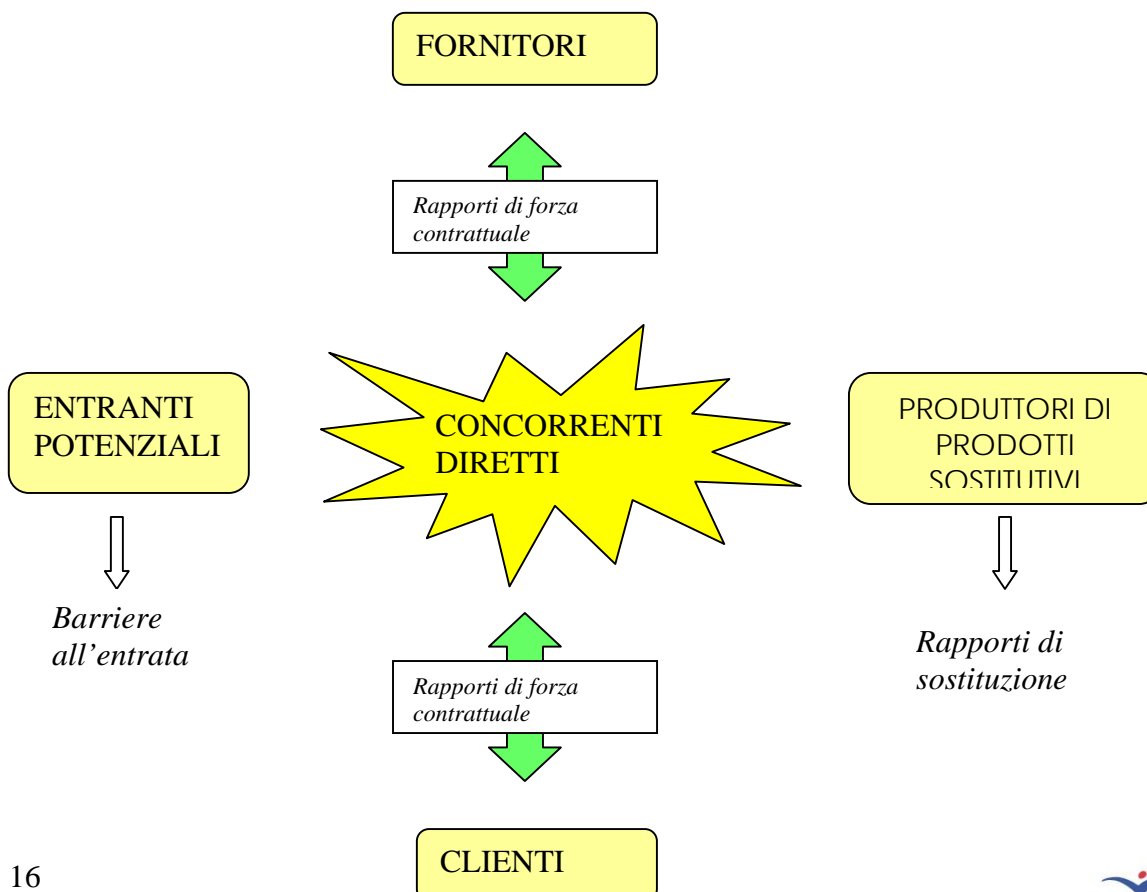 FORNITORI
Rapporti di forza
contrattuale
ENTRANTI
POTENZIALI
CONCORRENTI
DIRETTI
PRODUTTORI DI
PRODOTTI
SOSTITUTIVI
Barriere
all’entrata
Rapporti di forza
contrattuale
Rapporti di
sostituzione
CLIENTI
16